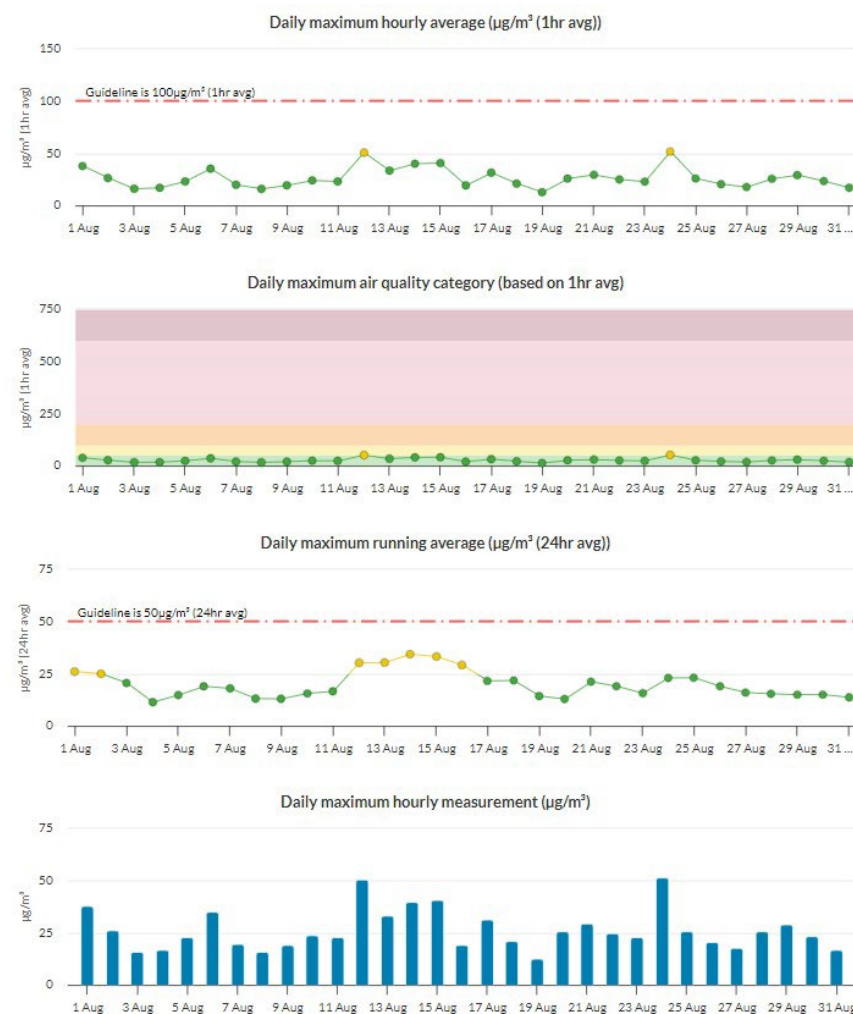 Daily maximum hourly average (µg/m³ (1hr avg))
150
Guideline is 100µg/m³ (1hr avg)
100
50
0
µg/m³ (1hr avg)
1 Aug 3 Aug 5 Aug 7 Aug 9 Aug 11 Aug 13 Aug 15 Aug 17 Aug 19 Aug 21 Aug 23 Aug 25 Aug 27 Aug 29 Aug 31 ...
Daily maximum air quality category (based on 1hr avg)
750
500
250
0
µg/m³ (1hr avg)
1 Aug 3 Aug 5 Aug 7 Aug 9 Aug 11 Aug 13 Aug 15 Aug 17 Aug 19 Aug 21 Aug 23 Aug 25 Aug 27 Aug 29 Aug 31 ...
Daily maximum running average (µg/m³ (24hr avg))
75
Guideline is 50µg/m³ (24hr avg)
50
25
0
µg/m³ (24hr avg)
1 Aug 3 Aug 5 Aug 7 Aug 9 Aug 11 Aug 13 Aug 15 Aug 17 Aug 19 Aug 21 Aug 23 Aug 25 Aug 27 Aug 29 Aug 31 ...
Daily maximum hourly measurement (µg/m³)
75
50
25
0
µg/m³
1 Aug 3 Aug 5 Aug 7 Aug 9 Aug 11 Aug 13 Aug 15 Aug 17 Aug 19 Aug 21 Aug 23 Aug 25 Aug 27 Aug 29 Aug 31 Aug